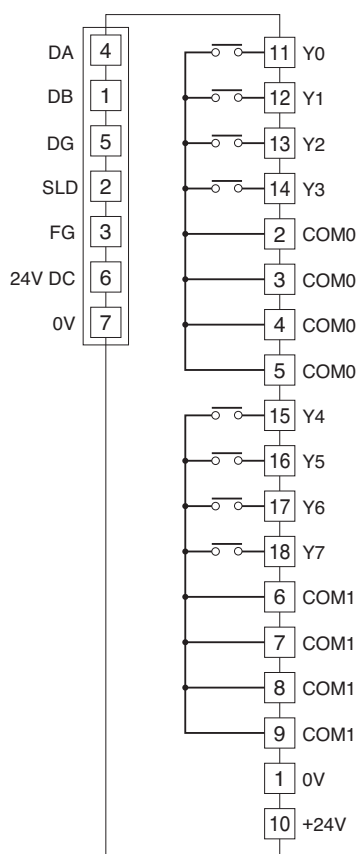 DA 4
DB 1
DG 5
SLD 2
FG 3
24V DC 6
0V 7
11 Y0
12 Y1
13 Y2
14 Y3
2 COM0
3 COM0
4 COM0
5 COM0
15 Y4
16 Y5
17 Y6
18 Y7
6 COM1
7 COM1
8 COM1
9 COM1
1 0V
10 +24V